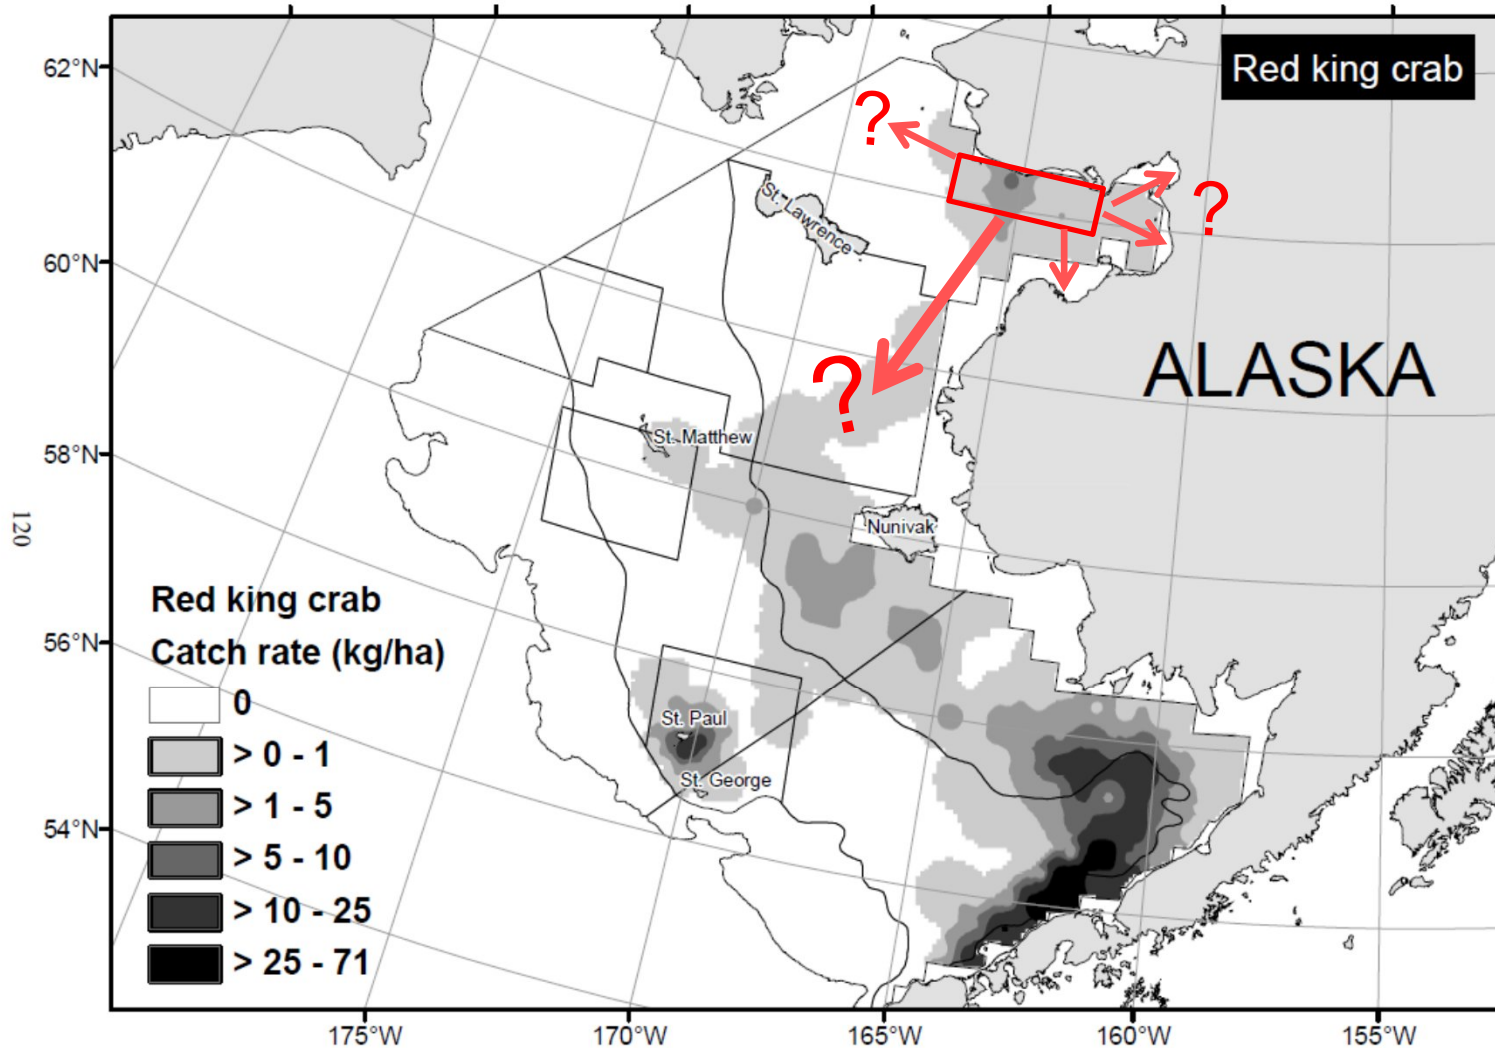 Red king crab
62°N
60°N
58°N
56°N
54°N
?
?
?
St. Lawrence
ALASKA
St. Matthew
Nunivak
St. Paul
St. George
120
Red king crab
Catch rate (kg/ha)
0
> 0 - 1
> 1 - 5
> 5 - 10
> 10 - 25
> 25 - 71
175°W
170°W
165°W
160°W
155°W